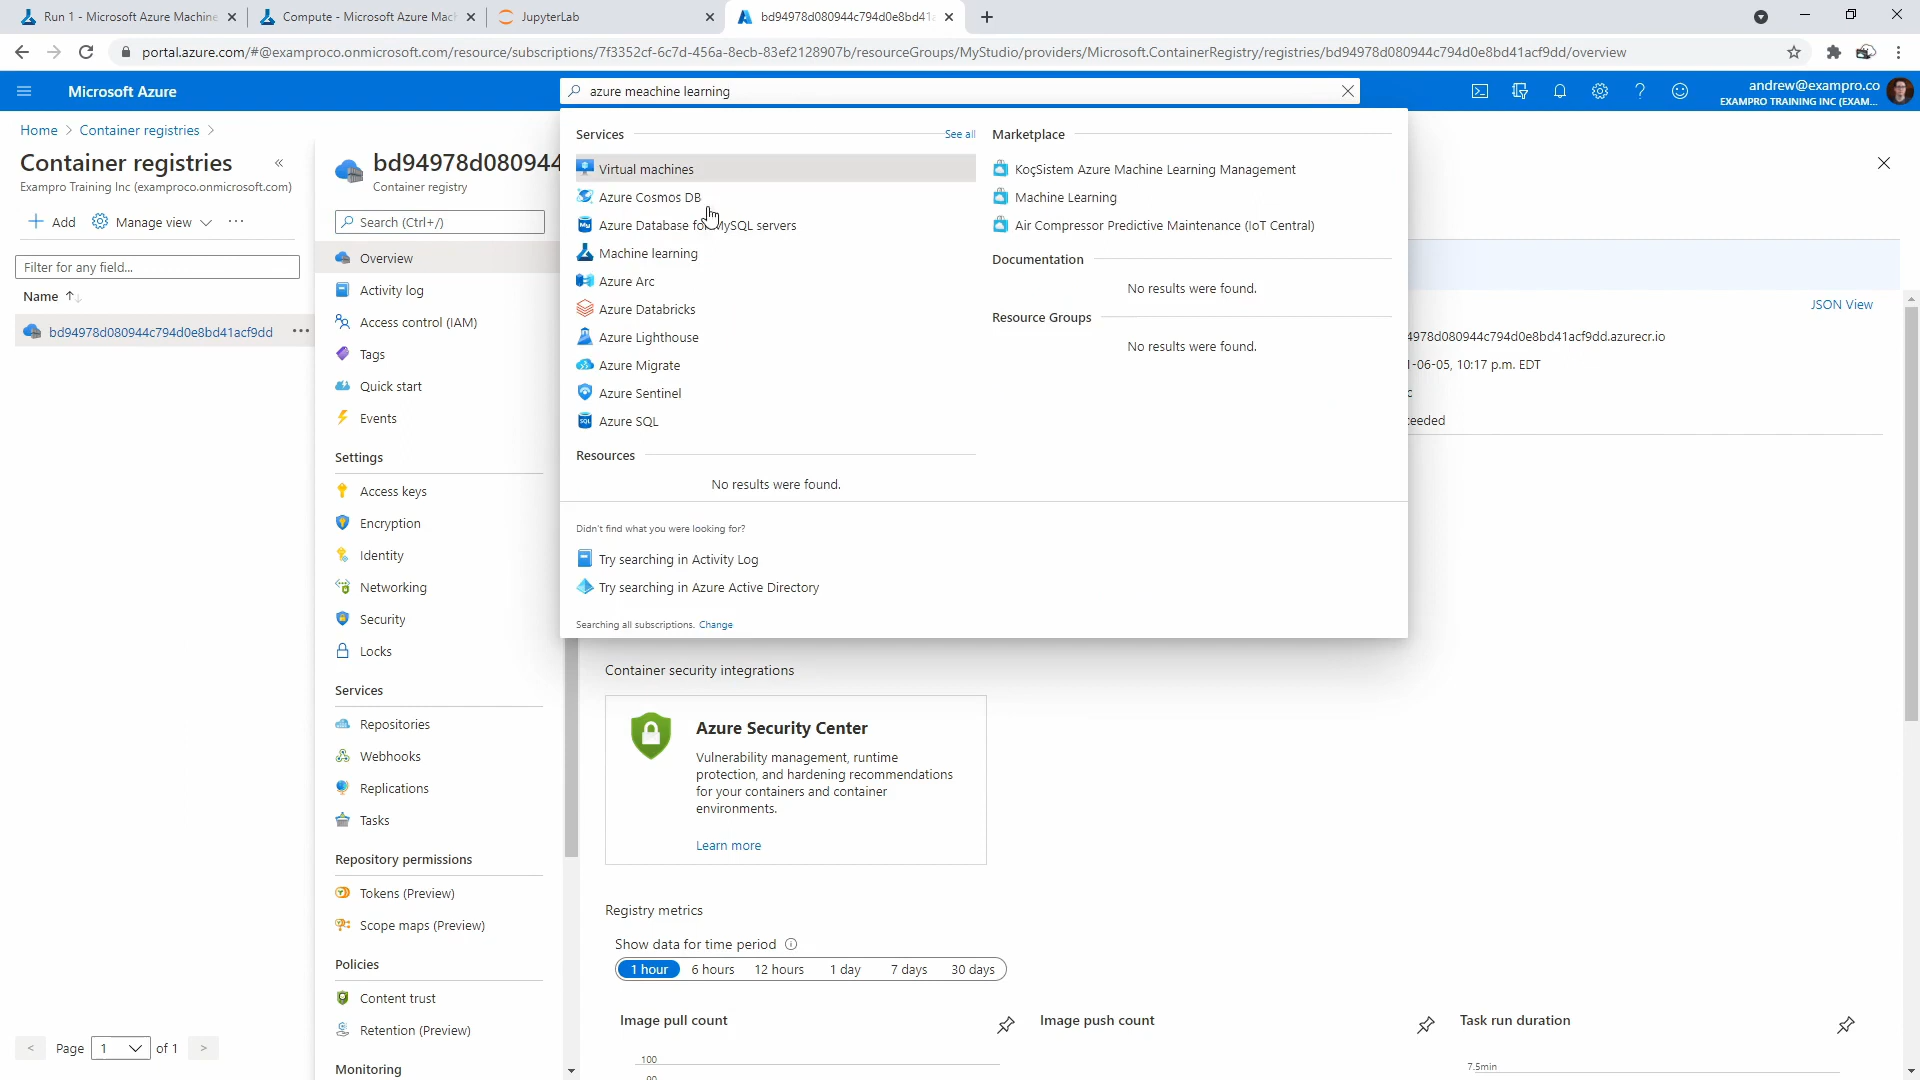 Run 1 - Microsoft Azure Machine
Compute - Microsoft Azure Mac
JupyterLab
bd94978d080944c794d0e8bd41a
portal.azure.com/#@examproco.onmicrosoft.com/resource/subscriptions/7f3352cf-6c7d-456a-8ecb-83ef2128907b/resourceGroups/MyStudio/providers/Microsoft.ContainerRegistry/registries/bd94978d080944c794d0e8bd41acf9dd/overview
Microsoft Azure
azure meachine learning
andrew@exampro.co
EXAMPRO TRAINING INC (EXAM...
Home > Container registries >
Container registries
Exampro Training Inc (examproco.onmicrosoft.com)
+ Add
Manage view
...
Filter for any field...
Name
bd94978d080944c794d0e8bd41acf9dd
...
Page 1 of 1
bd94978d080944
Container registry
Search (Ctrl+/)
Overview
Activity log
Access control (IAM)
Tags
Quick start
Events
Settings
Access keys
Encryption
Identity
Networking
Security
Locks
Services
Repositories
Webhooks
Replications
Tasks
Repository permissions
Tokens (Preview)
Scope maps (Preview)
Policies
Content trust
Retention (Preview)
Monitoring
Services
See all
Virtual machines
Azure Cosmos DB
Azure Database for MySQL servers
Machine learning
Azure Arc
Azure Databricks
Azure Lighthouse
Azure Migrate
Azure Sentinel
Azure SQL
Resources
No results were found.
Marketplace
KoçSistem Azure Machine Learning Management
Machine Learning
Air Compressor Predictive Maintenance (IoT Central)
Documentation
No results were found.
Resource Groups
No results were found.
Didn't find what you were looking for?
Try searching in Activity Log
Try searching in Azure Active Directory
Searching all subscriptions. Change
JSON View
4978d080944c794d0e8bd41acf9dd.azurecr.io
1-06-05, 10:17 p.m. EDT
c
ceeded
Container security integrations
Azure Security Center
Vulnerability management, runtime
protection, and hardening recommendations
for your containers and container
environments.
Learn more
Registry metrics
Show data for time period
1 hour
6 hours
12 hours
1 day
7 days
30 days
Image pull count
100
90
Image push count
Task run duration
7.5min